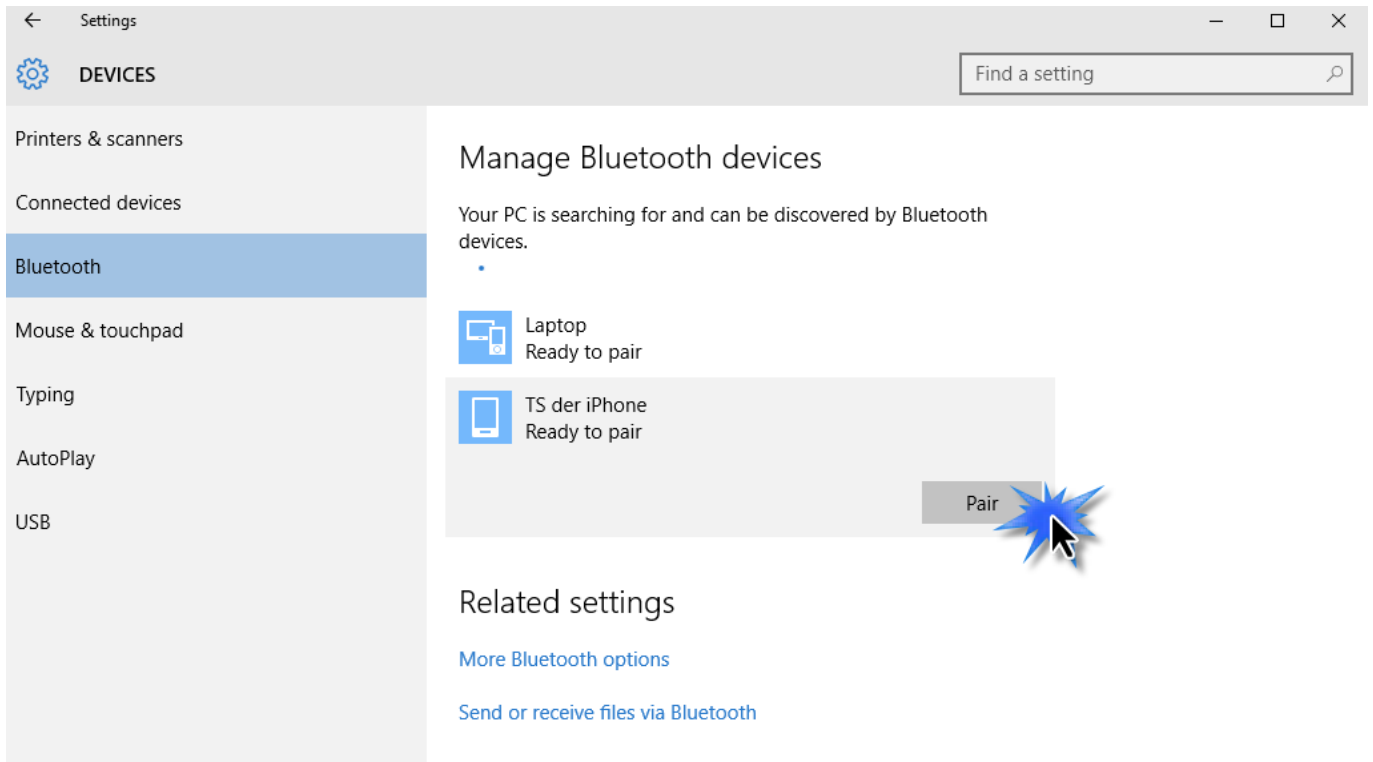 Settings
DEVICES
Find a setting
Printers & scanners
Connected devices
Bluetooth
Mouse & touchpad
Typing
AutoPlay
USB
Manage Bluetooth devices
Your PC is searching for and can be discovered by Bluetooth
devices.
Laptop
Ready to pair
TS der iPhone
Ready to pair
Pair
Related settings
More Bluetooth options
Send or receive files via Bluetooth